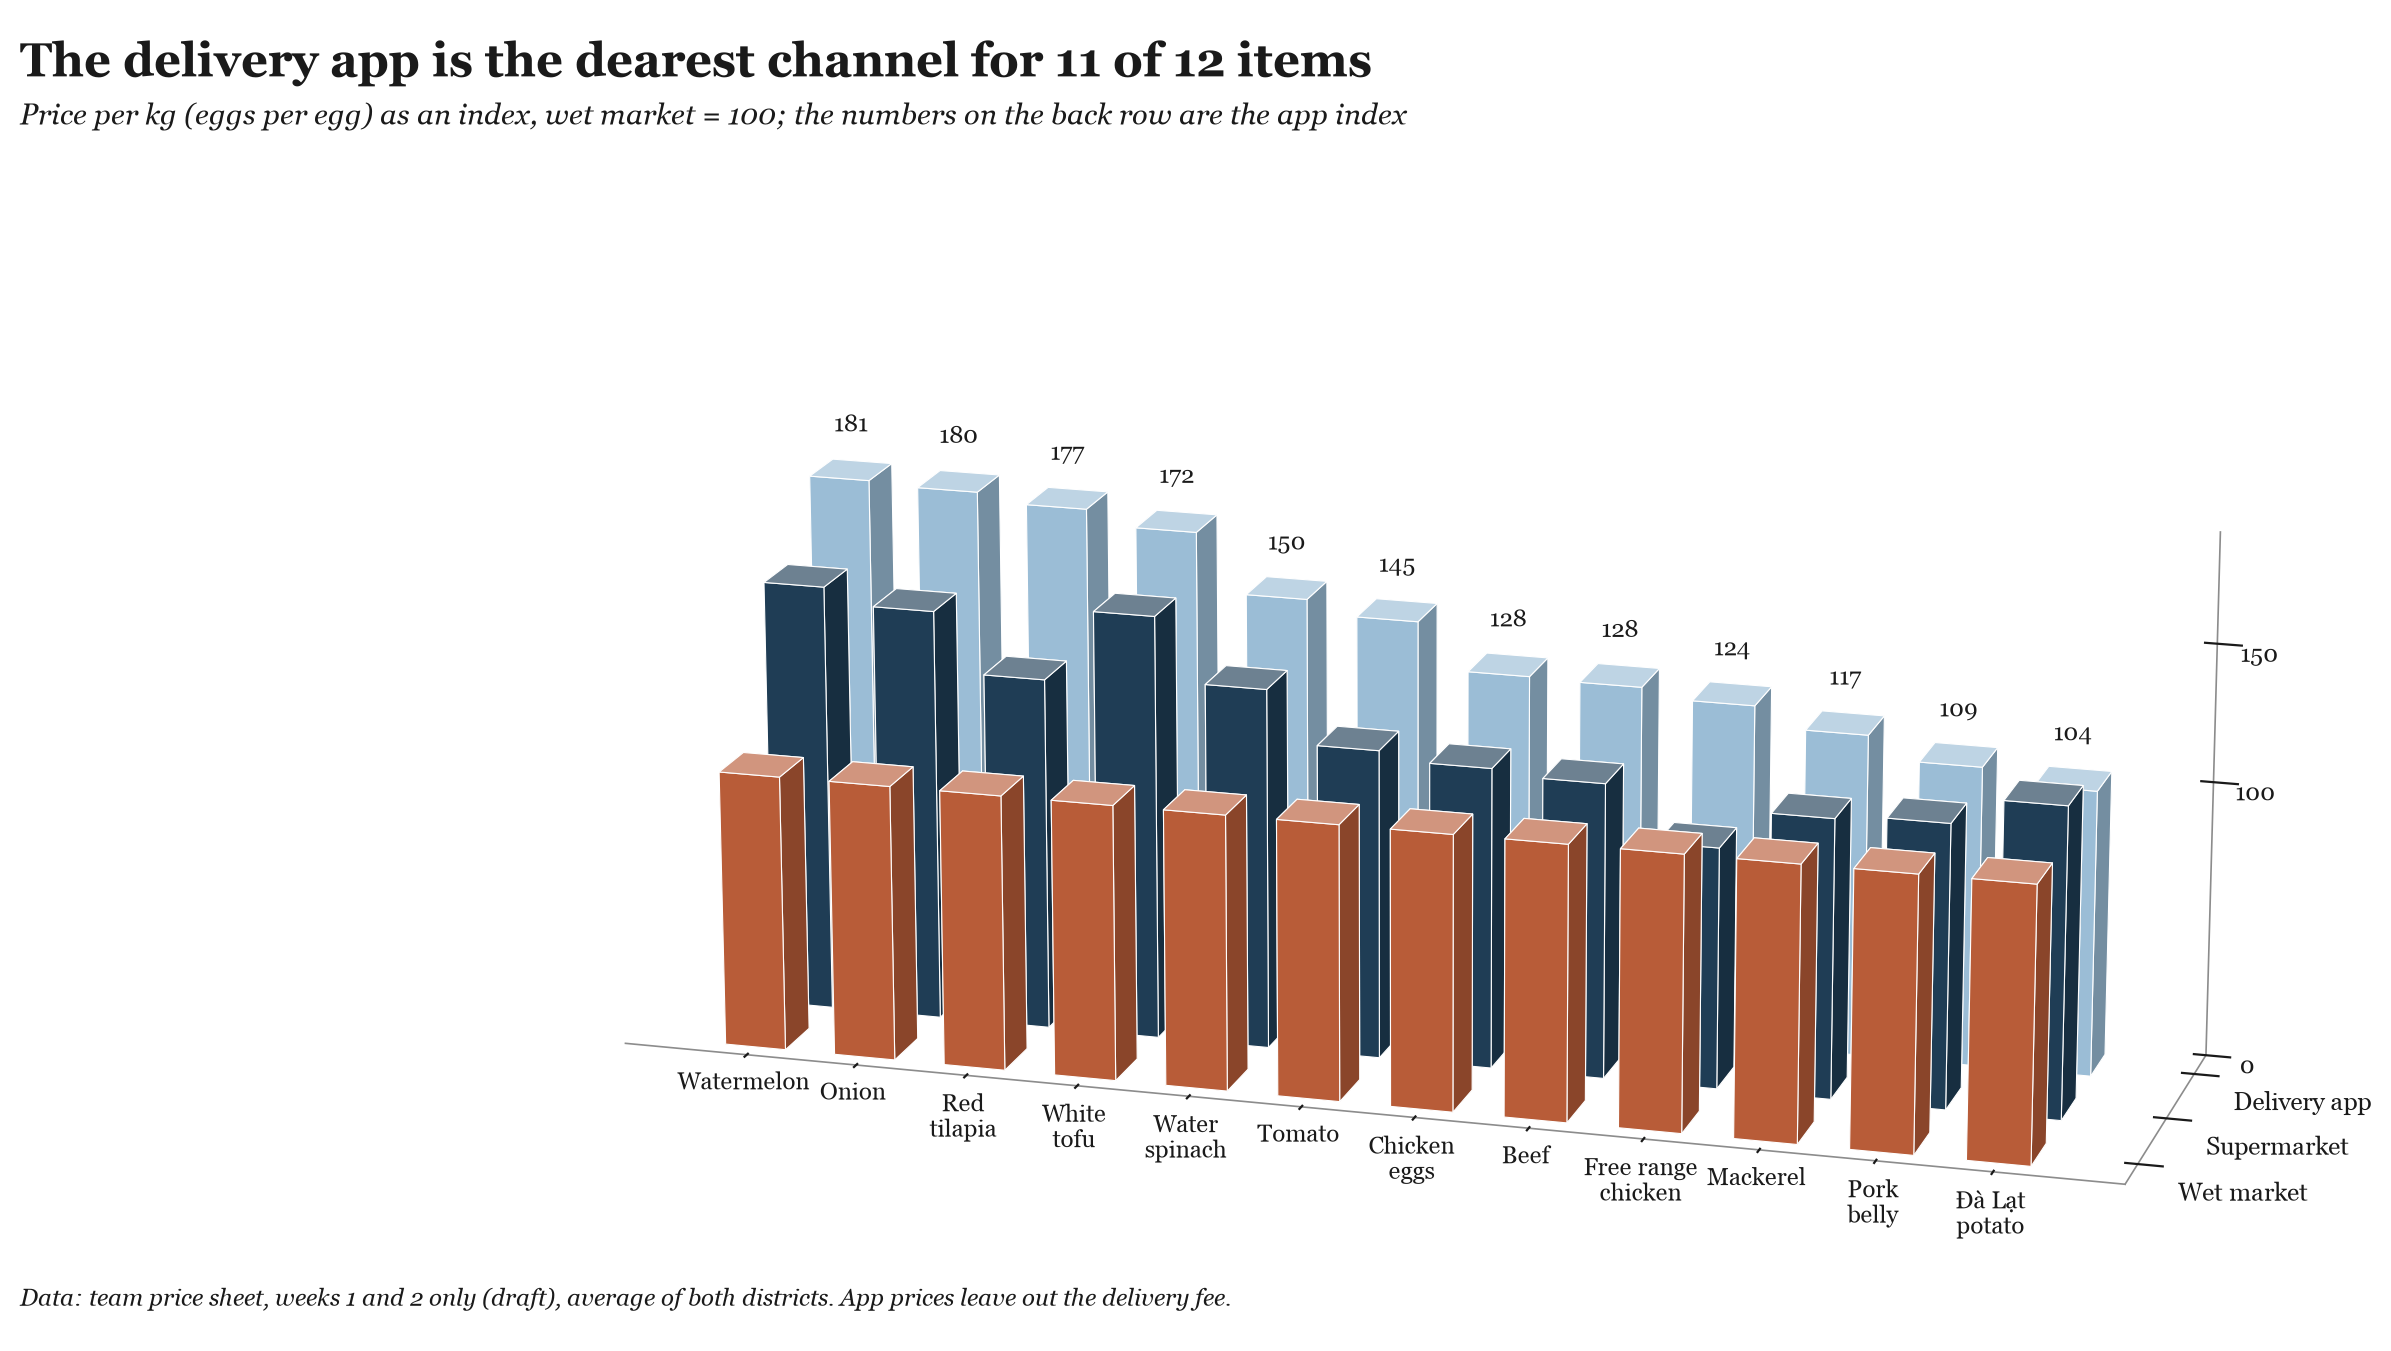 The delivery app is the dearest channel for 11 of 12 items
Price per kg (eggs per egg) as an index, wet market = 100; the numbers on the back row are the app index
181
180
177
172
150
145
128
128
124
117
109
104
150
100
0
Delivery app
Supermarket
Wet market
Watermelon
Onion
Red
tilapia
White
tofu
Water
spinach
Tomato
Chicken
eggs
Beef
Free range
chicken
Mackerel
Pork
belly
Đà Lạt
potato
Data: team price sheet, weeks 1 and 2 only (draft), average of both districts. App prices leave out the delivery fee.